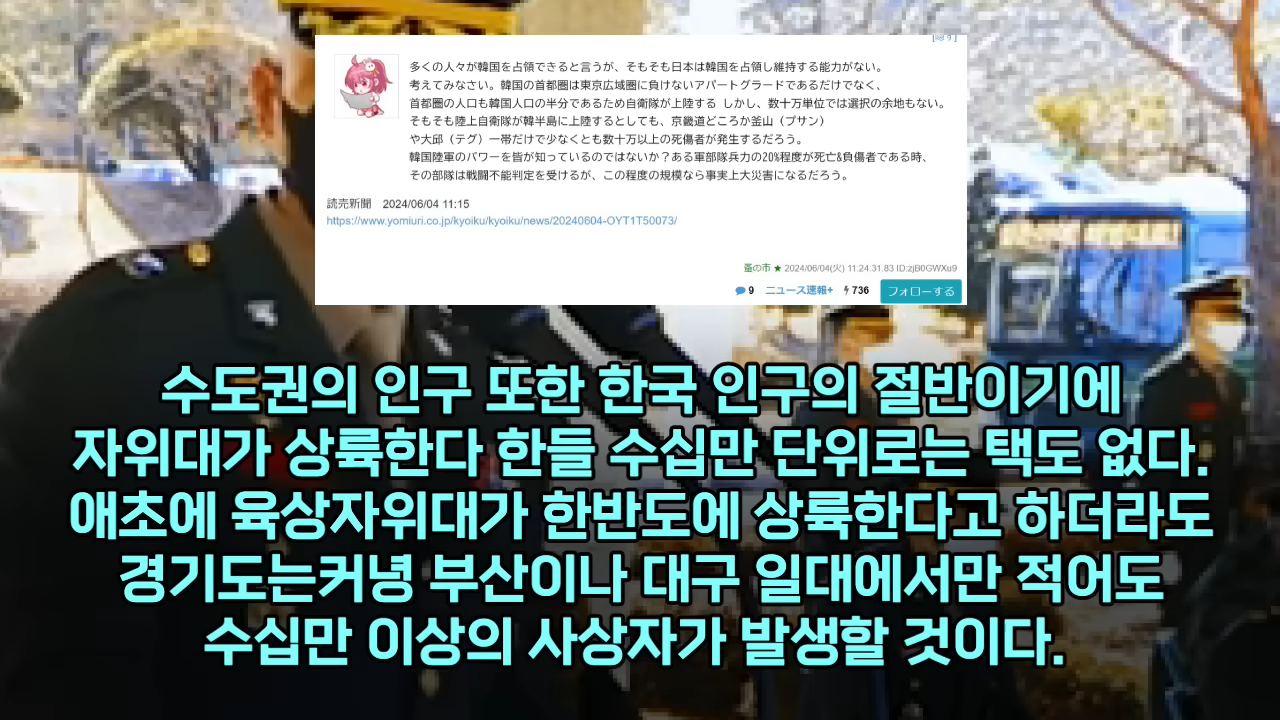 [💬 9]
多くの人々が韓国を占領できると言うが、そもそも日本は韓国を占領し維持する能力がない。
考えてみなさい。韓国の首都圏は東京広域圏に負けないアパートグラードであるだけでなく、
首都圏の人口も韓国人口の半分であるため自衛隊が上陸する しかし、数十万単位では選択の余地もない。
そもそも陸上自衛隊が韓半島に上陸するとしても、京畿道どころか釜山（プサン）
や大邱（テグ）一帯だけで少なくとも数十万以上の死傷者が発生するだろう。
韓国陸軍のパワーを皆が知っているのではないか？ある軍部隊兵力の20%程度が死亡&負傷者である時、
その部隊は戦闘不能判定を受けるが、この程度の規模なら事実上大災害になるだろう。
読売新聞 2024/06/04 11:15
https://www.yomiuri.co.jp/kyoiku/kyoiku/news/20240604-OYT1T50073/
蚤の市 ★ 2024/06/04(火) 11:24:31.83 ID:zjB0GWXu9
9 ニュース速報+ 736 フォローする
수도권의 인구 또한 한국 인구의 절반이기에
자위대가 상륙한다 한들 수십만 단위로는 택도 없다.
애초에 육상자위대가 한반도에 상륙한다고 하더라도
경기도는커녕 부산이나 대구 일대에서만 적어도
수십만 이상의 사상자가 발생할 것이다.